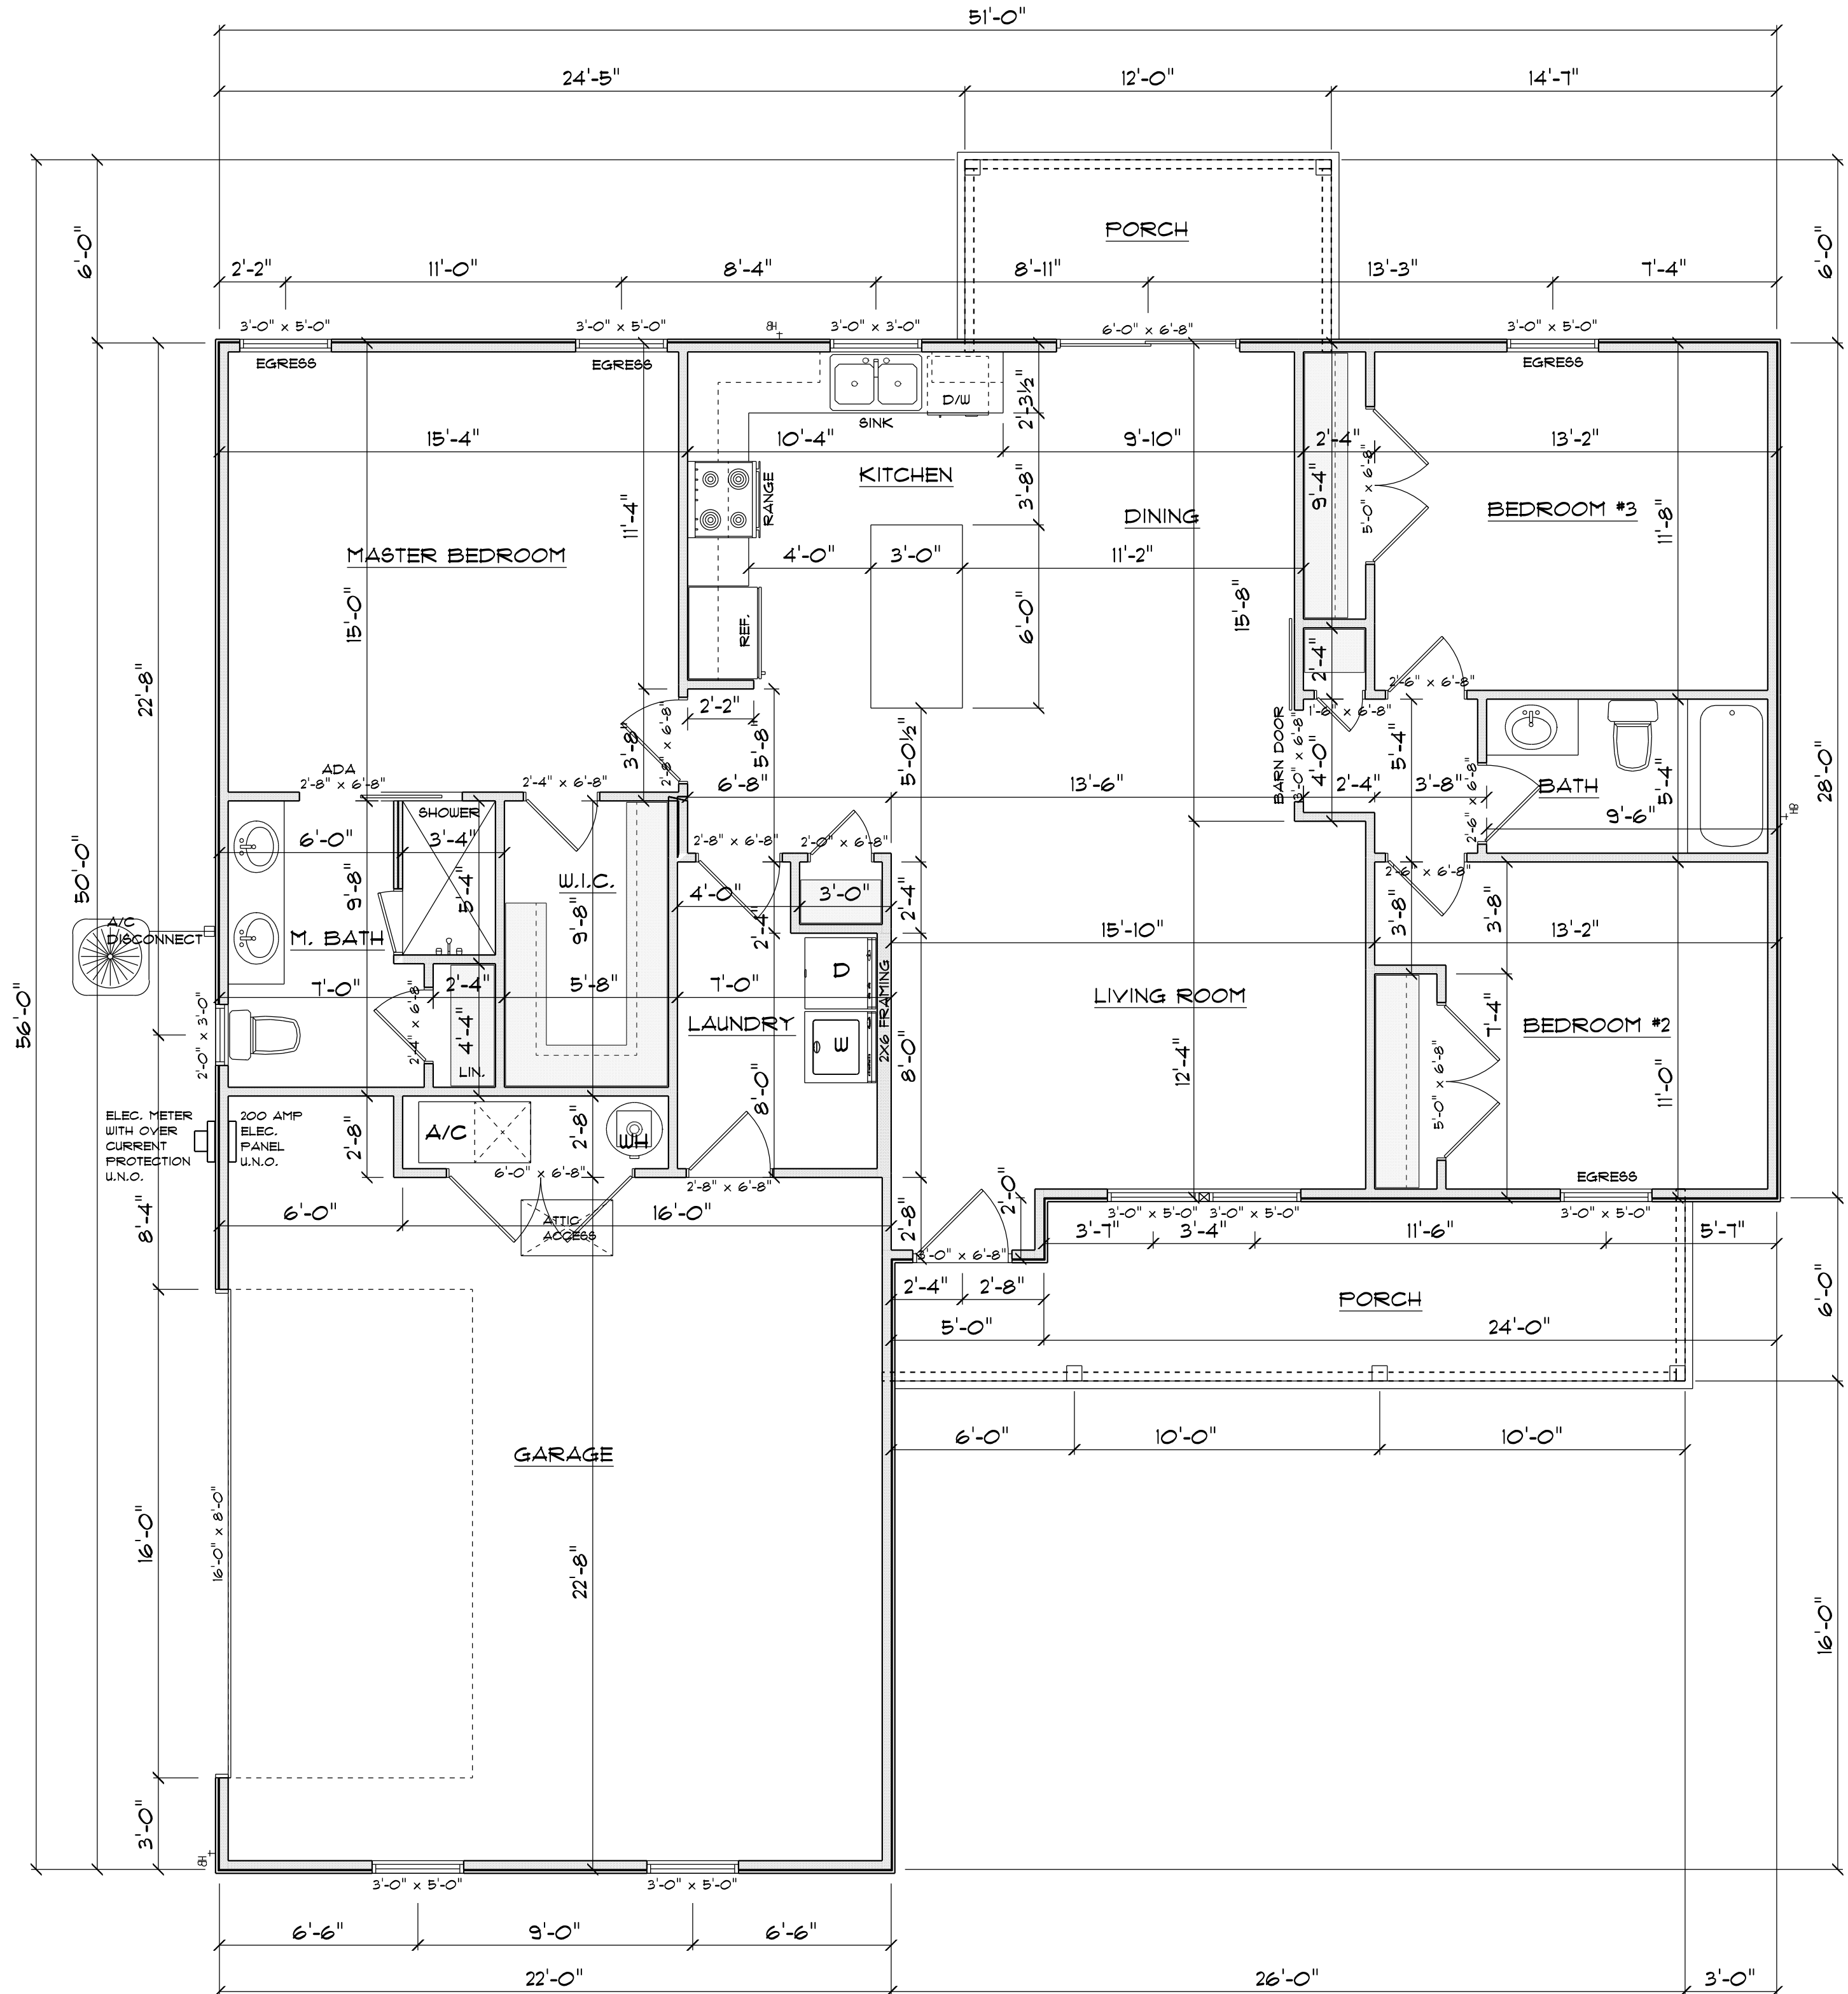 51'-0"
24'-5" 12'-0" 14'-7"
PORCH
6'-0" 6'-0"
2'-2" 11'-0" 8'-4" 8'-11" 13'-3" 7'-4"
3'-0" x 5'-0" 3'-0" x 5'-0" HB 3'-0" x 3'-0" 6'-0" x 6'-8" 3'-0" x 5'-0"
EGRESS EGRESS EGRESS
D/W
SINK
2'-3½"
15'-4" 10'-4" 9'-10" 2'-4" 13'-2"
KITCHEN
RANGE
11'-4" 3'-8" 9'-4" 5'-0" x 6'-8"
BEDROOM #3
DINING
11'-8"
MASTER BEDROOM
4'-0" 3'-0" 11'-2"
15'-0" 6'-0" 15'-8"
REF.
22'-8"
2'-4"
2'-6" x 6'-8"
2'-2" 1'-6" x 6'-8"
3'-8" 2'-8" x 6'-8" 5'-8" 5'-0½"
BARN DOOR
3'-0" x 6'-8"
4'-0" 5'-4" 5'-4"
28'-0"
ADA
2'-8" x 6'-8" 2'-4" x 6'-8"
6'-8" 13'-6" 2'-4" 3'-8"
BATH
2'-6" x 6'-8"
9'-6"
HB
SHOWER
6'-0" 3'-4"
2'-8" x 6'-8" 2'-0" x 6'-8"
50'-0"
9'-8" 5'-4"
W.I.C.
4'-0" 3'-0"
2'-6" x 6'-8"
9'-8" 2'-4" 2'-4"
3'-8" 3'-8"
A/C
DISCONNECT
M. BATH
15'-10" 13'-2"
D
7'-0" 2'-4" 5'-8" 7'-0"
2X6 FRAMING
LIVING ROOM
56'-0"
LAUNDRY
BEDROOM #2
7'-4"
2'-0" x 3'-0"
2'-4" x 6'-8"
4'-4"
W
8'-0"
12'-4"
5'-0" x 6'-8"
11'-0"
LIN.
8'-0"
ELEC. METER
WITH OVER
CURRENT
PROTECTION
U.N.O.
200 AMP
ELEC.
PANEL
U.N.O.
2'-8"
A/C
2'-8"
WH
6'-0" x 6'-8"
2'-8" x 6'-8"
EGRESS
8'-4"
6'-0" 16'-0"
ATTIC
ACCESS
2'-8"
2'-0"
3'-0" x 5'-0" 3'-0" x 5'-0" 3'-0" x 5'-0"
3'-7" 3'-4" 11'-6" 5'-7"
3'-0" x 6'-8"
2'-4" 2'-8"
PORCH
6'-0"
5'-0" 24'-0"
6'-0" 10'-0" 10'-0"
GARAGE
16'-0"
16'-0" x 8'-0"
22'-8"
16'-0"
3'-0"
HB
3'-0" x 5'-0" 3'-0" x 5'-0"
6'-6" 9'-0" 6'-6"
22'-0" 26'-0" 3'-0"